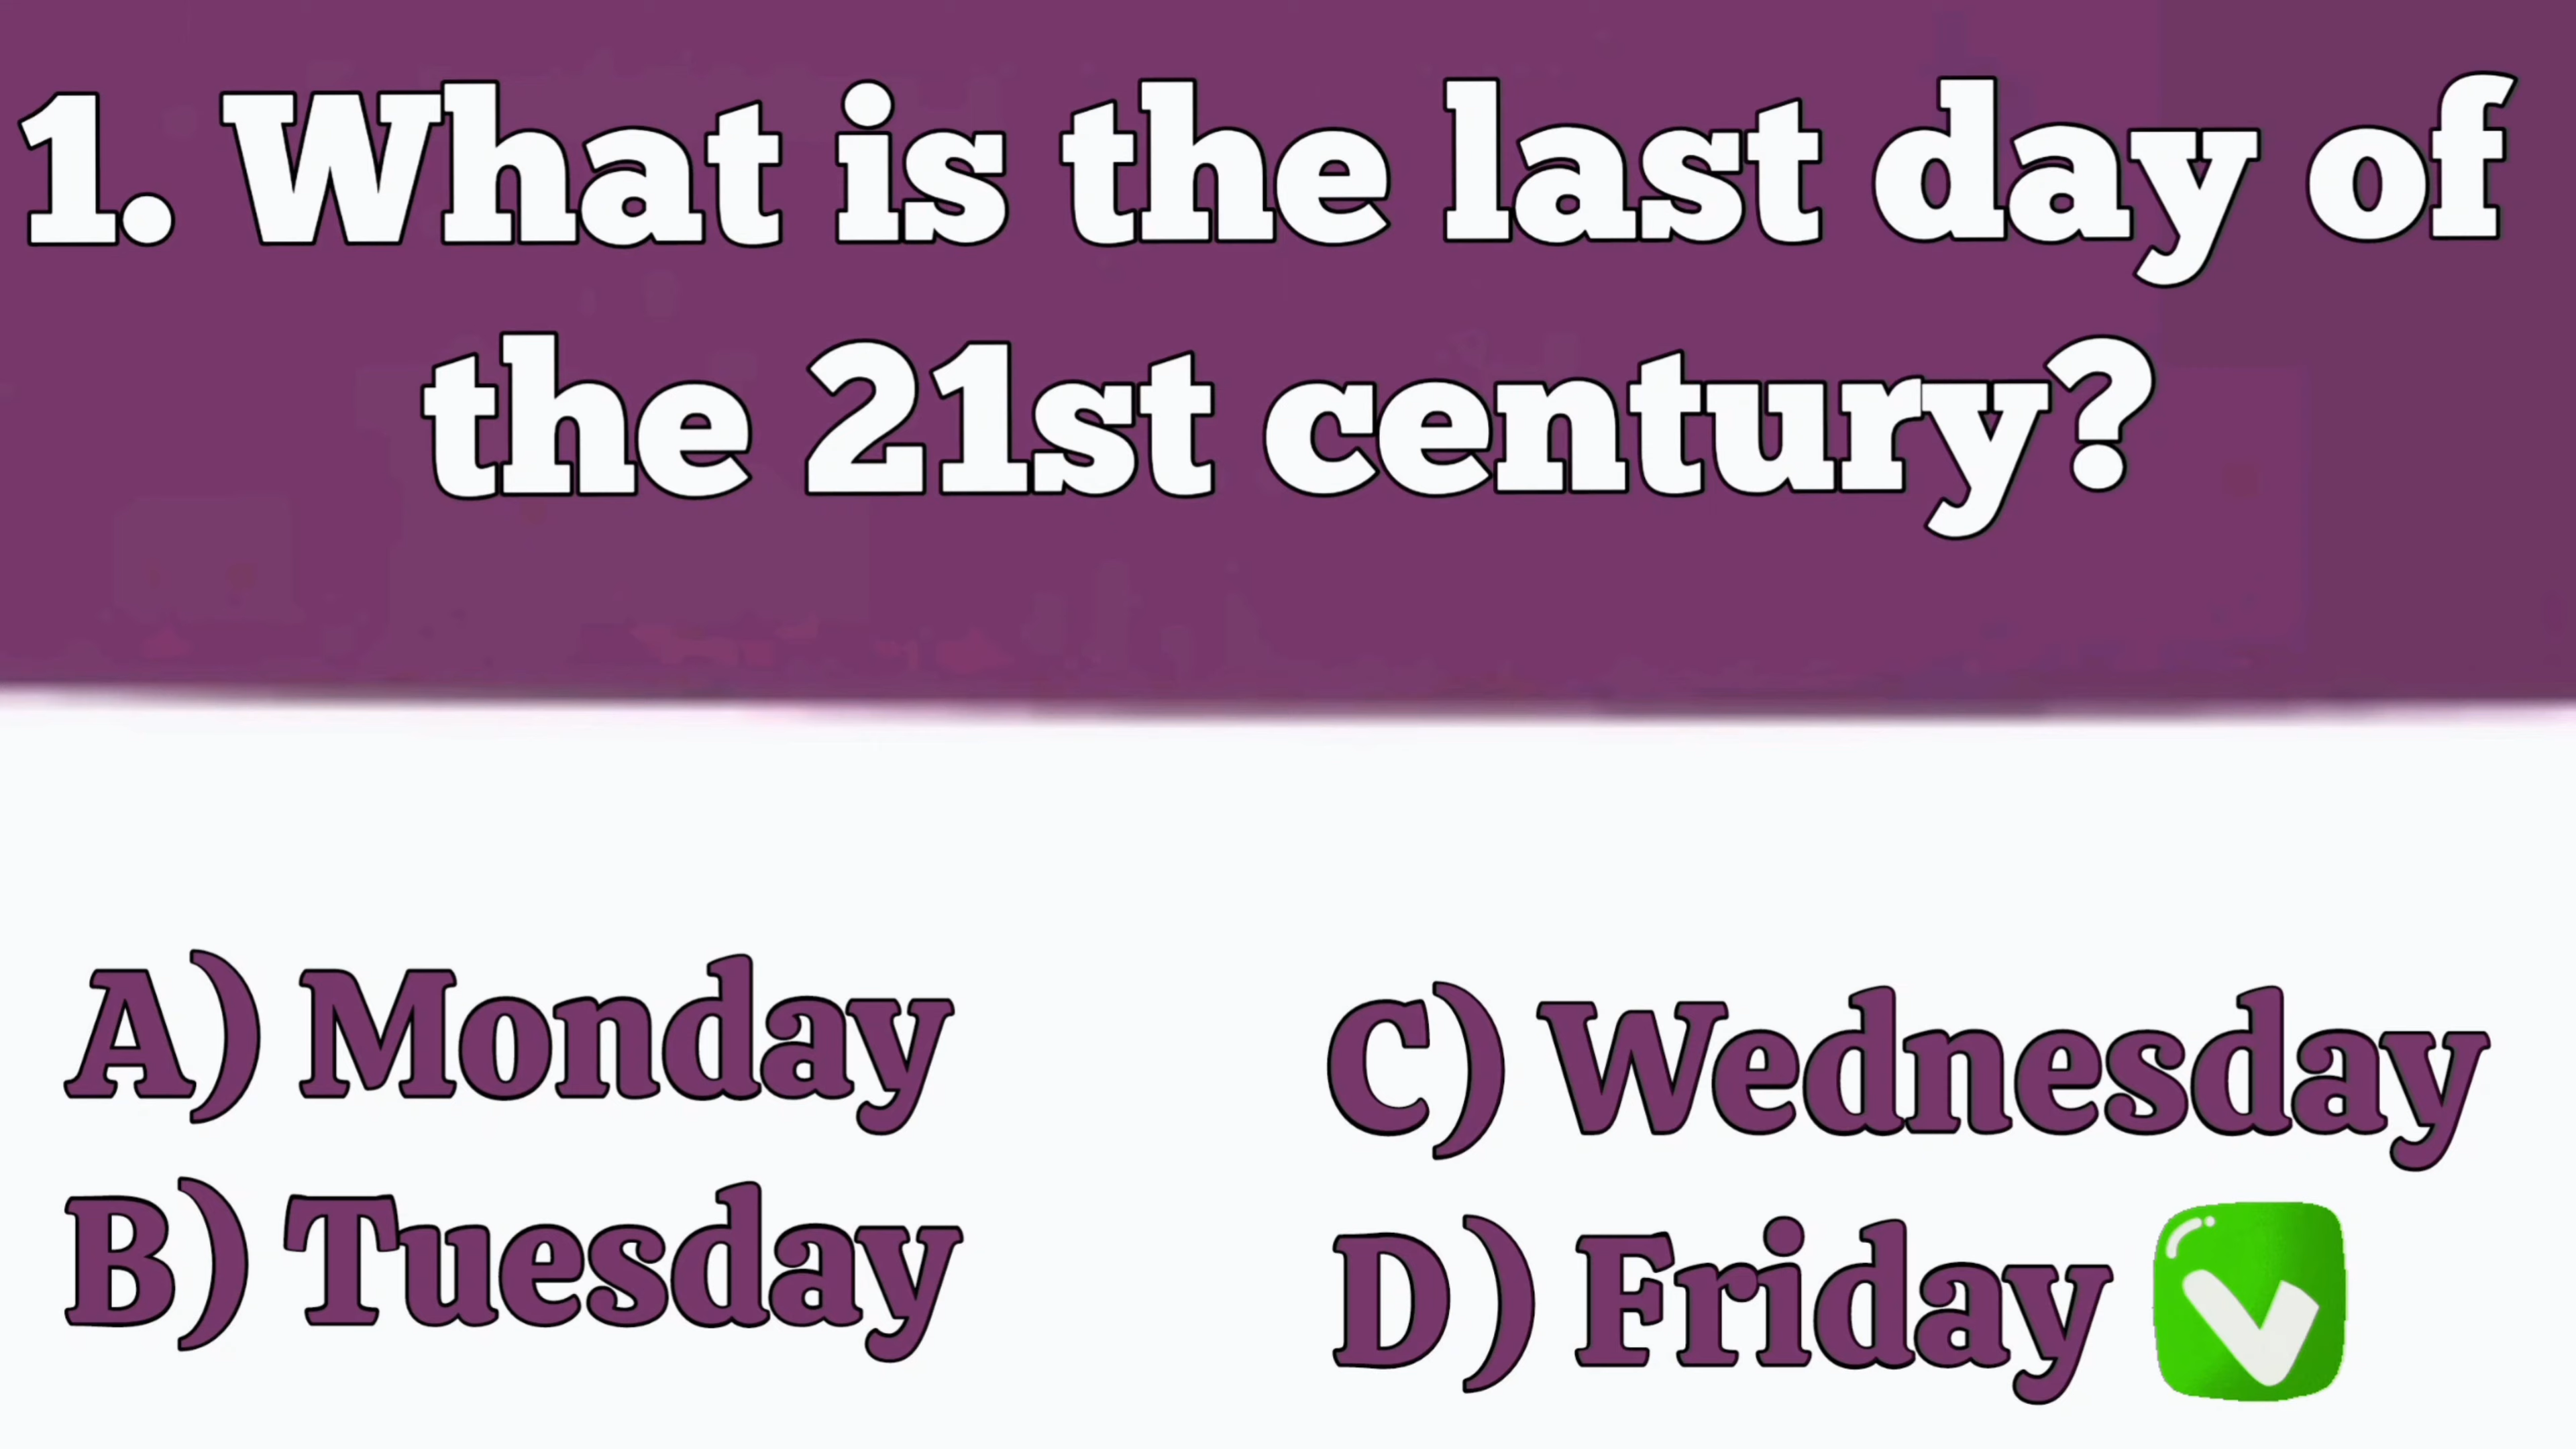 1. What is the last day of
the 21st century?
A) Monday
B) Tuesday
C) Wednesday
D) Friday